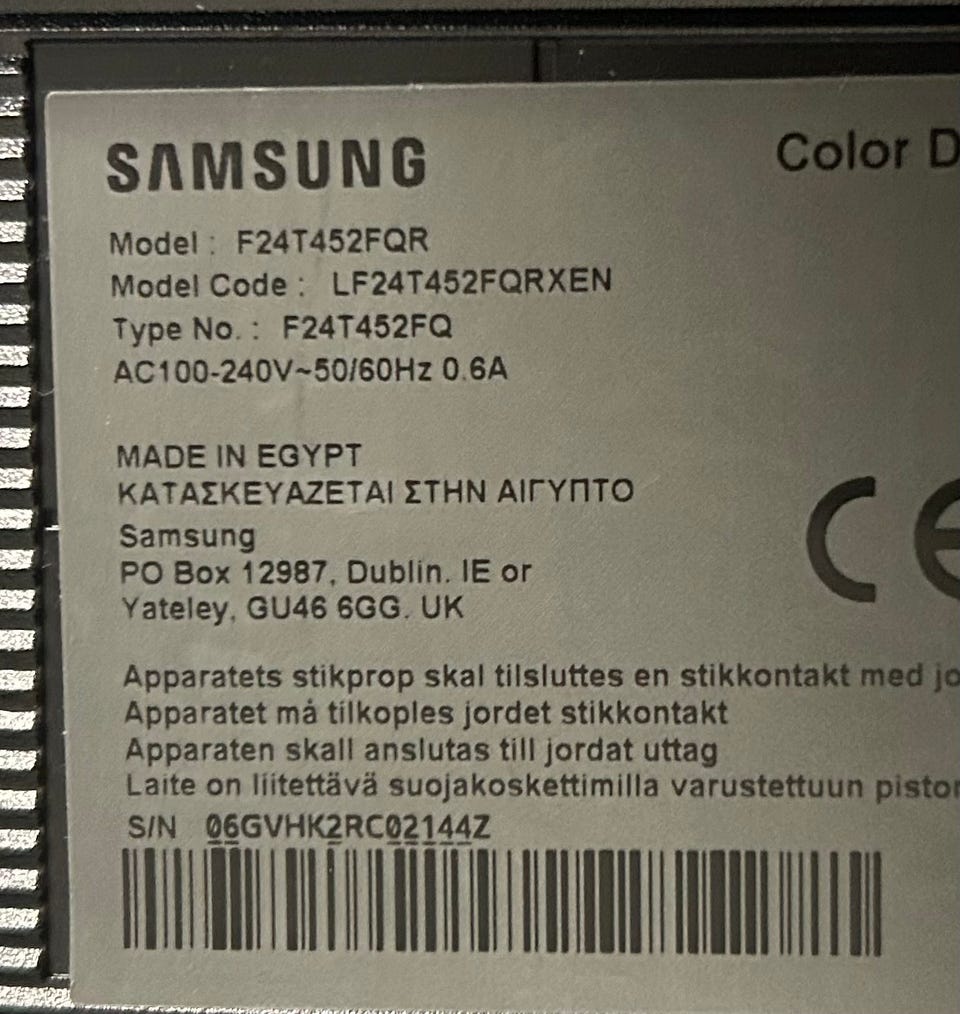 SAMSUNG
Color D
Model : F24T452FQR
Model Code : LF24T452FQRXEN
Type No. : F24T452FQ
AC100-240V~50/60Hz 0.6A
MADE IN EGYPT
ΚΑΤΑΣΚΕΥΑΖΕΤΑΙ ΣΤΗΝ ΑΙΓΥΠΤΟ
Samsung
PO Box 12987, Dublin. IE or
Yateley, GU46 6GG. UK
CE
Apparatets stikprop skal tilsluttes en stikkontakt med jo
Apparatet må tilkoples jordet stikkontakt
Apparaten skall anslutas till jordat uttag
Laite on liitettävä suojakoskettimilla varustettuun pistor
S/N 06GVHK2RC02144Z